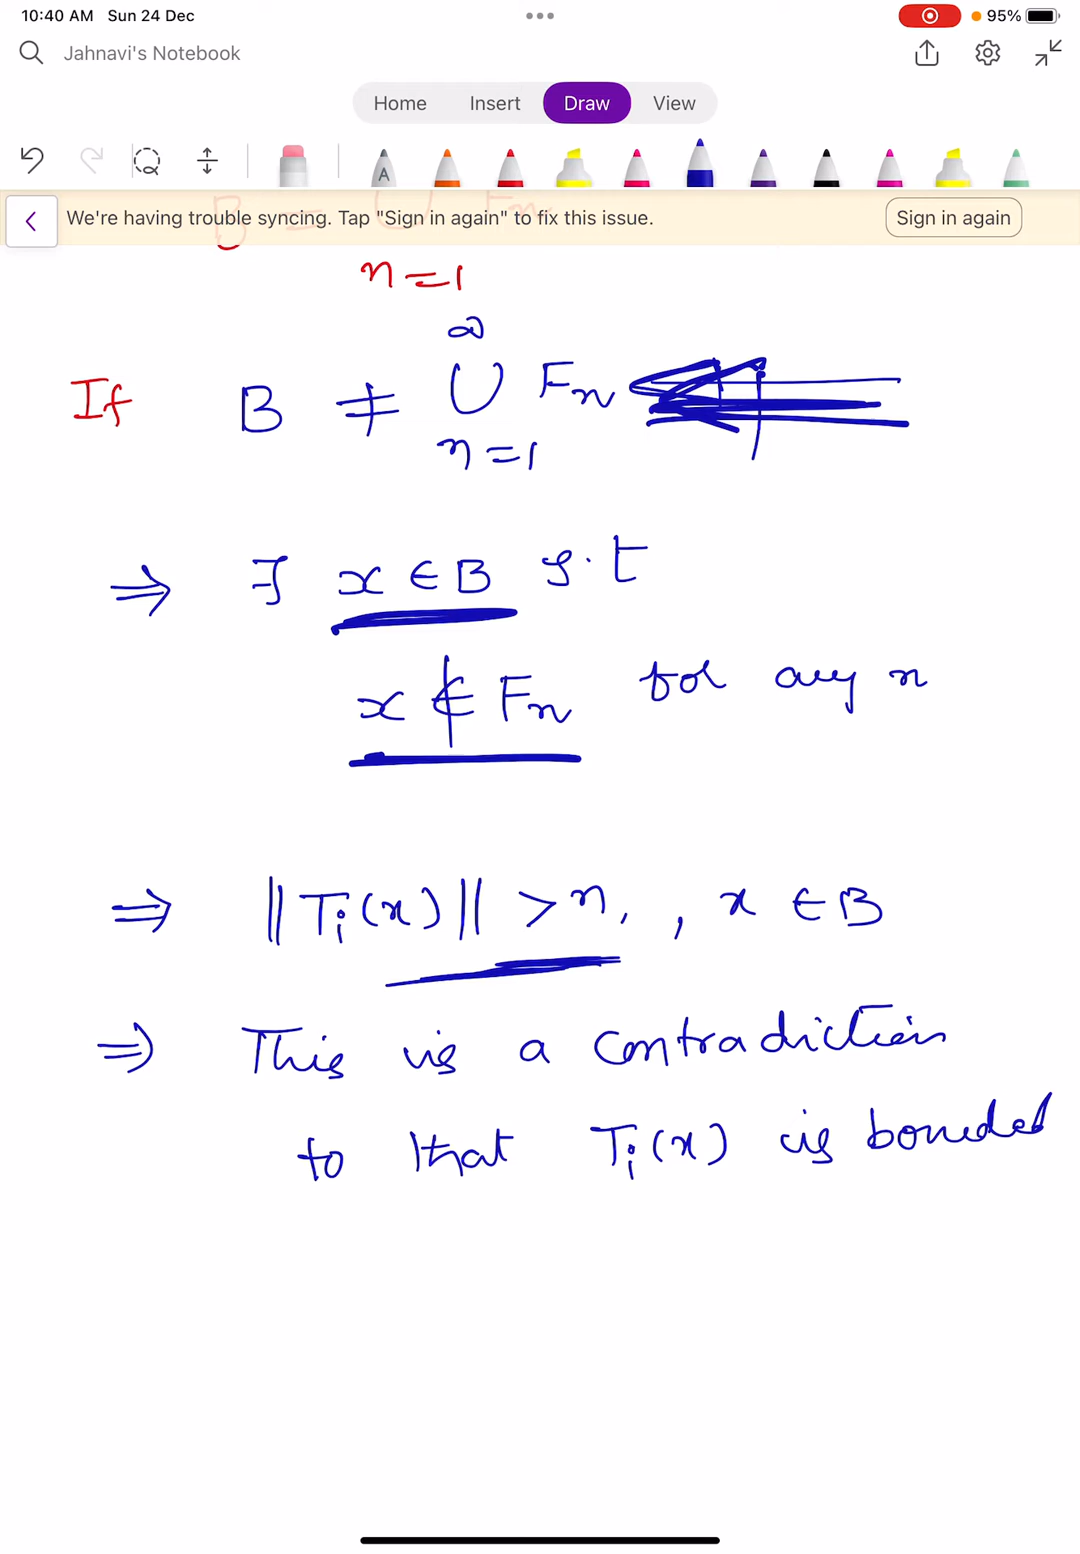 10:40 AM Sun 24 Dec
95%
Jahnavi's Notebook
Home Insert Draw View
A
B = ∪ Fn
We're having trouble syncing. Tap "Sign in again" to fix this issue.
Sign in again
n=1
∞
If B ≠ ∪ Fn
n=1
⇒ ∃ x ∈ B s.t
x ∉ Fn for any n
⇒ ||Ti(x)|| > n, , x ∈ B
⇒ This is a contradiction
to that Ti(x) is bounded